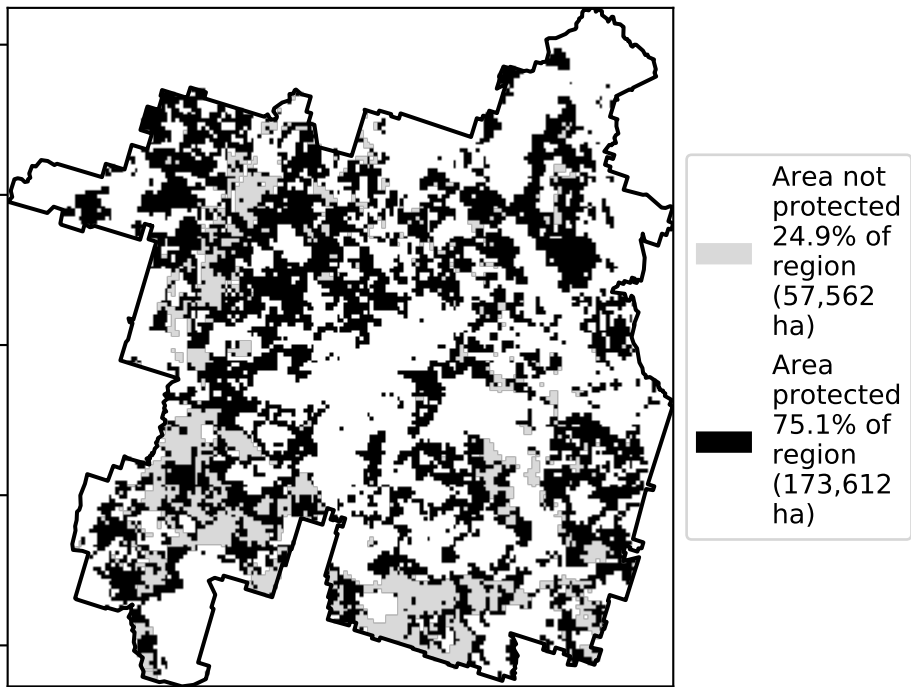 Area not
protected
24.9% of
region
(57,562
ha)
Area
protected
75.1% of
region
(173,612
ha)